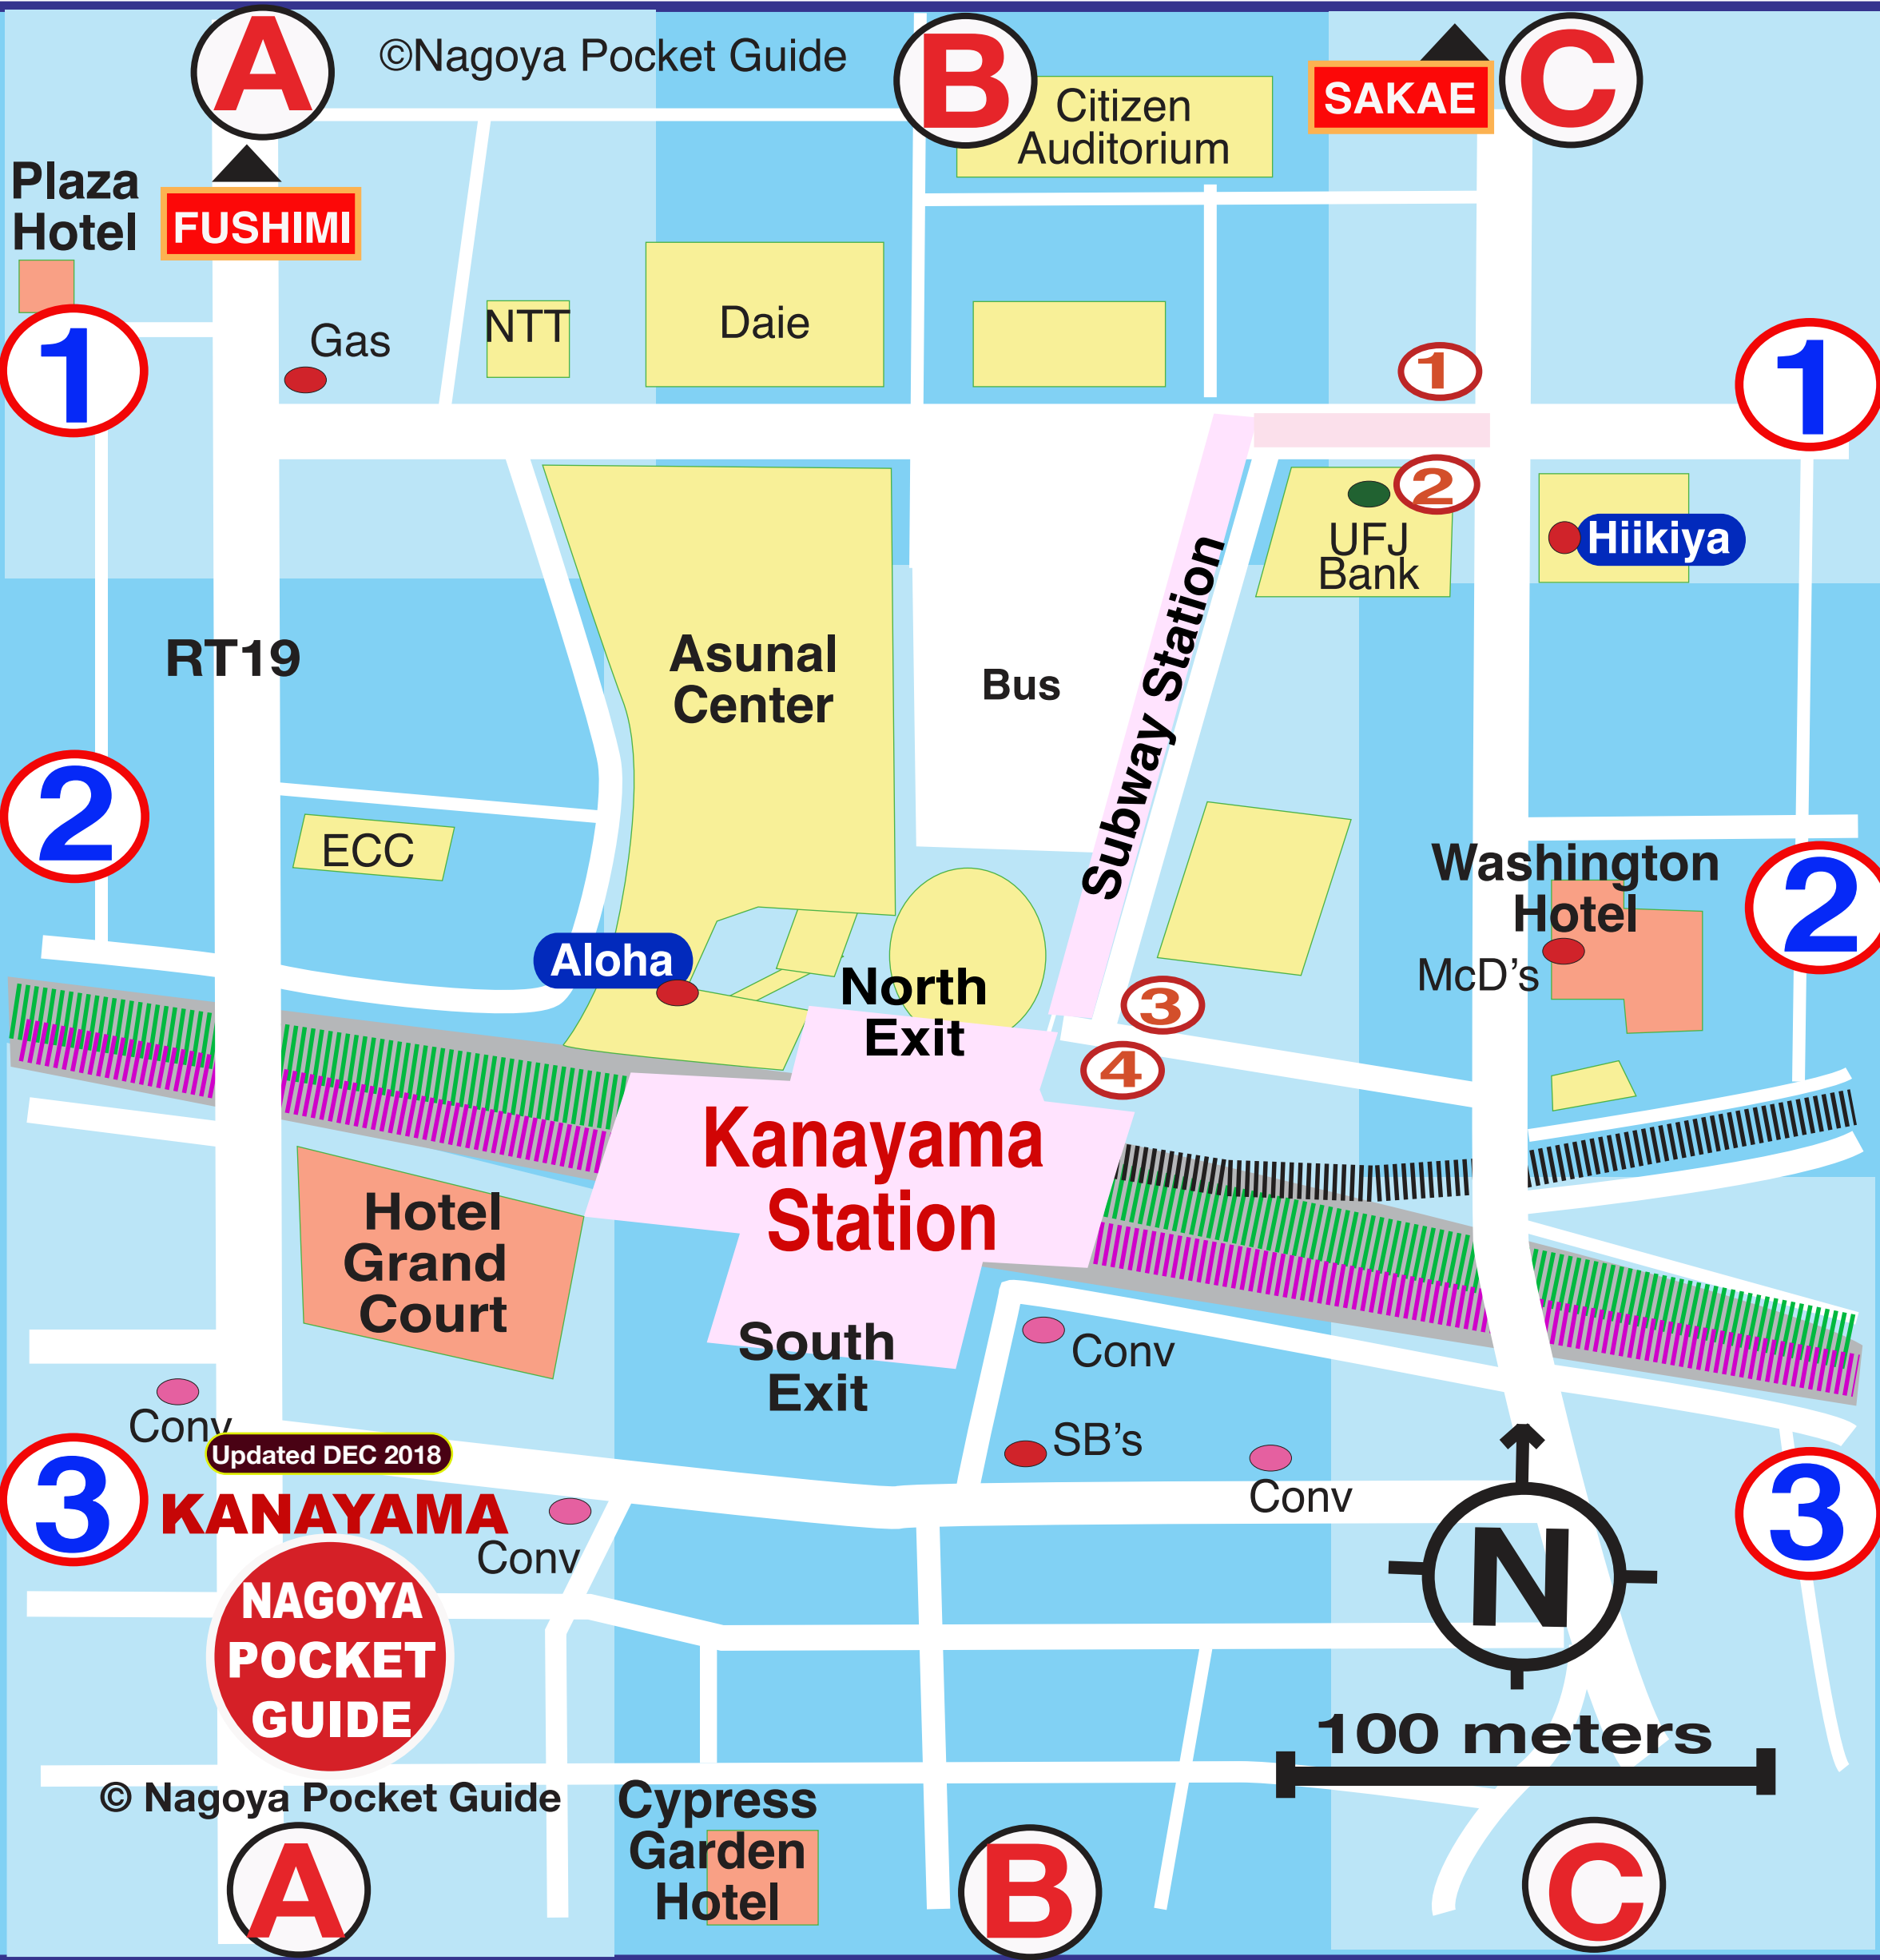 A
©Nagoya Pocket Guide
B
Citizen
Auditorium
SAKAE
C
Plaza
Hotel
FUSHIMI
1
Gas
NTT
Daie
1
1
2
UFJ
Bank
Hiikiya
RT19
Asunal
Center
Bus
Subway Station
2
ECC
Washington
Hotel
2
McD's
Aloha
North
Exit
3
4
Kanayama
Station
Hotel
Grand
Court
South
Exit
Conv
Conv
Updated DEC 2018
SB's
Conv
3
KANAYAMA
Conv
3
N
NAGOYA
POCKET
GUIDE
100 meters
© Nagoya Pocket Guide
Cypress
Garden
Hotel
A
B
C